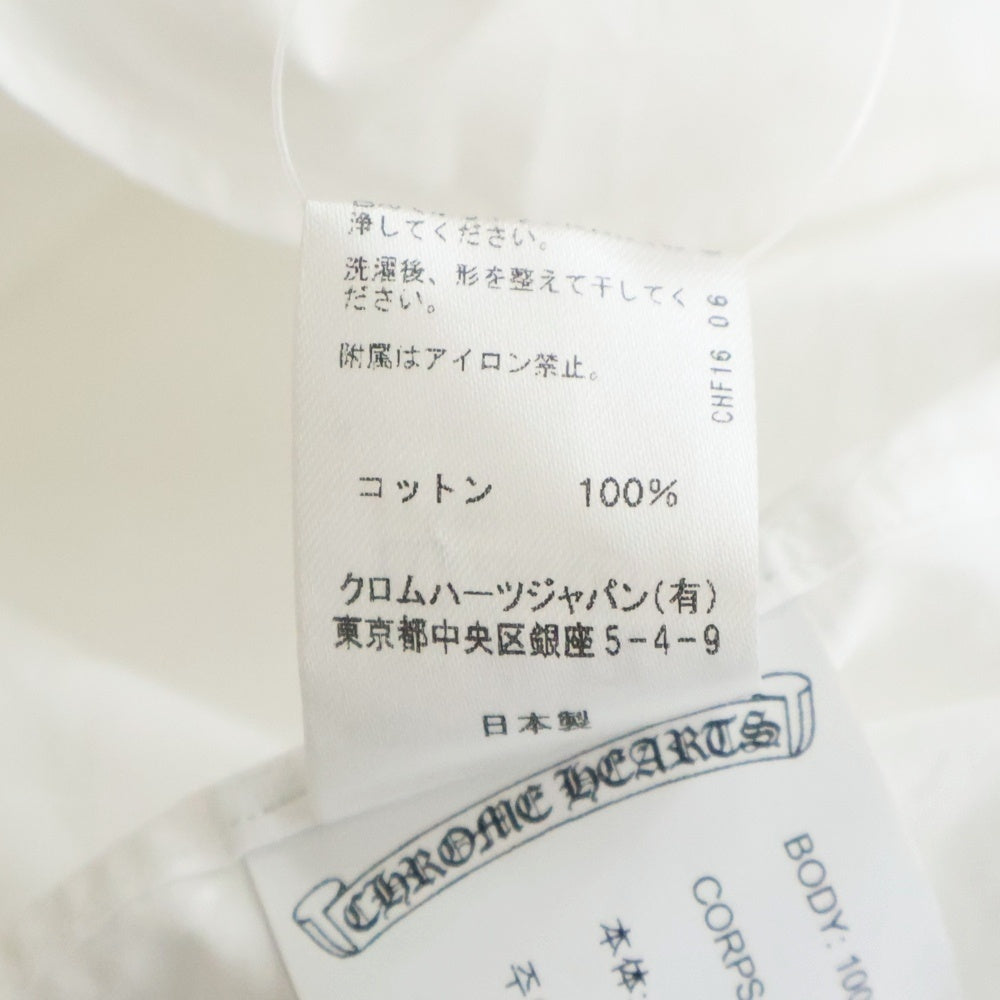 浄してください。
洗濯後、形を整えて干してく
ださい。
附属はアイロン禁止。
CHF16 06
コットン 100%
クロムハーツジャパン(有)
東京都中央区銀座5-4-9
日本製
CHROME HEARTS
BODY: 100
CORPS
本体: